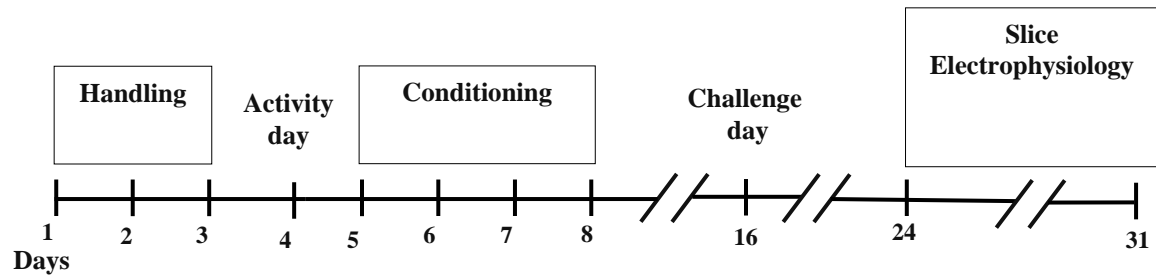 Handling
Activity
day
Conditioning
Challenge
day
Slice
Electrophysiology
1 2 3 4 5 6 7 8 16 24 31
Days